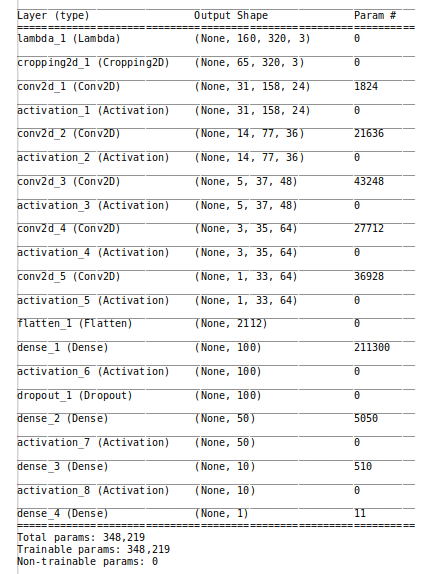 Layer (type) Output Shape Param #
lambda_1 (Lambda) (None, 160, 320, 3) 0
cropping2d_1 (Cropping2D) (None, 65, 320, 3) 0
conv2d_1 (Conv2D) (None, 31, 158, 24) 1824
activation_1 (Activation) (None, 31, 158, 24) 0
conv2d_2 (Conv2D) (None, 14, 77, 36) 21636
activation_2 (Activation) (None, 14, 77, 36) 0
conv2d_3 (Conv2D) (None, 5, 37, 48) 43248
activation_3 (Activation) (None, 5, 37, 48) 0
conv2d_4 (Conv2D) (None, 3, 35, 64) 27712
activation_4 (Activation) (None, 3, 35, 64) 0
conv2d_5 (Conv2D) (None, 1, 33, 64) 36928
activation_5 (Activation) (None, 1, 33, 64) 0
flatten_1 (Flatten) (None, 2112) 0
dense_1 (Dense) (None, 100) 211300
activation_6 (Activation) (None, 100) 0
dropout_1 (Dropout) (None, 100) 0
dense_2 (Dense) (None, 50) 5050
activation_7 (Activation) (None, 50) 0
dense_3 (Dense) (None, 10) 510
activation_8 (Activation) (None, 10) 0
dense_4 (Dense) (None, 1) 11
Total params: 348,219
Trainable params: 348,219
Non-trainable params: 0